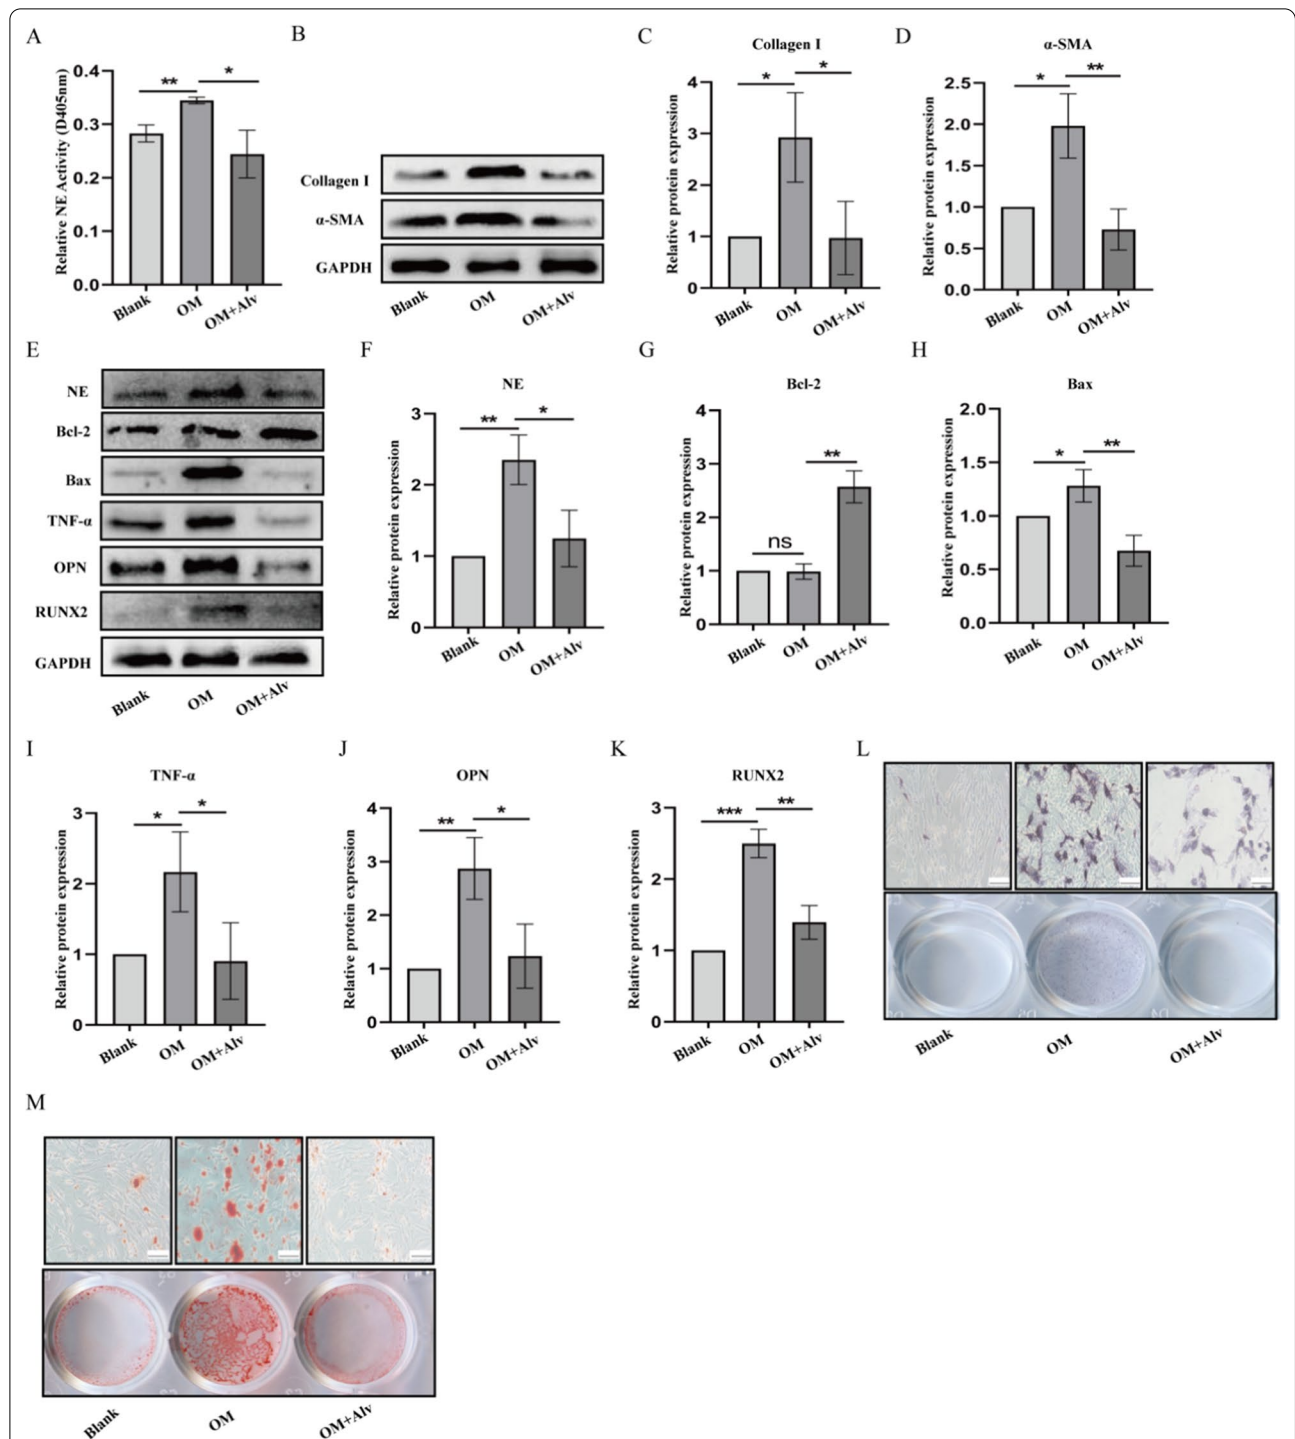 A
Relative NE Activity (D405nm)
0.4
0.3
0.2
0.1
0.0
**
*
Blank
OM
OM+Alv
B
Collagen I
α-SMA
GAPDH
Blank
OM
OM+Alv
C
Collagen I
Relative protein expression
4
3
2
1
0
*
*
Blank
OM
OM+Alv
D
α-SMA
Relative protein expression
2.5
2.0
1.5
1.0
0.5
0.0
*
**
Blank
OM
OM+Alv
E
NE
Bcl-2
Bax
TNF-α
OPN
RUNX2
GAPDH
Blank
OM
OM+Alv
F
NE
Relative protein expression
3
2
1
0
**
*
Blank
OM
OM+Alv
G
Bcl-2
Relative protein expression
4
3
2
1
0
ns
**
Blank
OM
OM+Alv
H
Bax
Relative protein expression
2.0
1.5
1.0
0.5
0.0
*
**
Blank
OM
OM+Alv
I
TNF-α
Relative protein expression
3
2
1
0
*
*
Blank
OM
OM+Alv
J
OPN
Relative protein expression
4
3
2
1
0
**
*
Blank
OM
OM+Alv
K
RUNX2
Relative protein expression
3
2
1
0
***
**
Blank
OM
OM+Alv
L
Blank
OM
OM+Alv
M
Blank
OM
OM+Alv